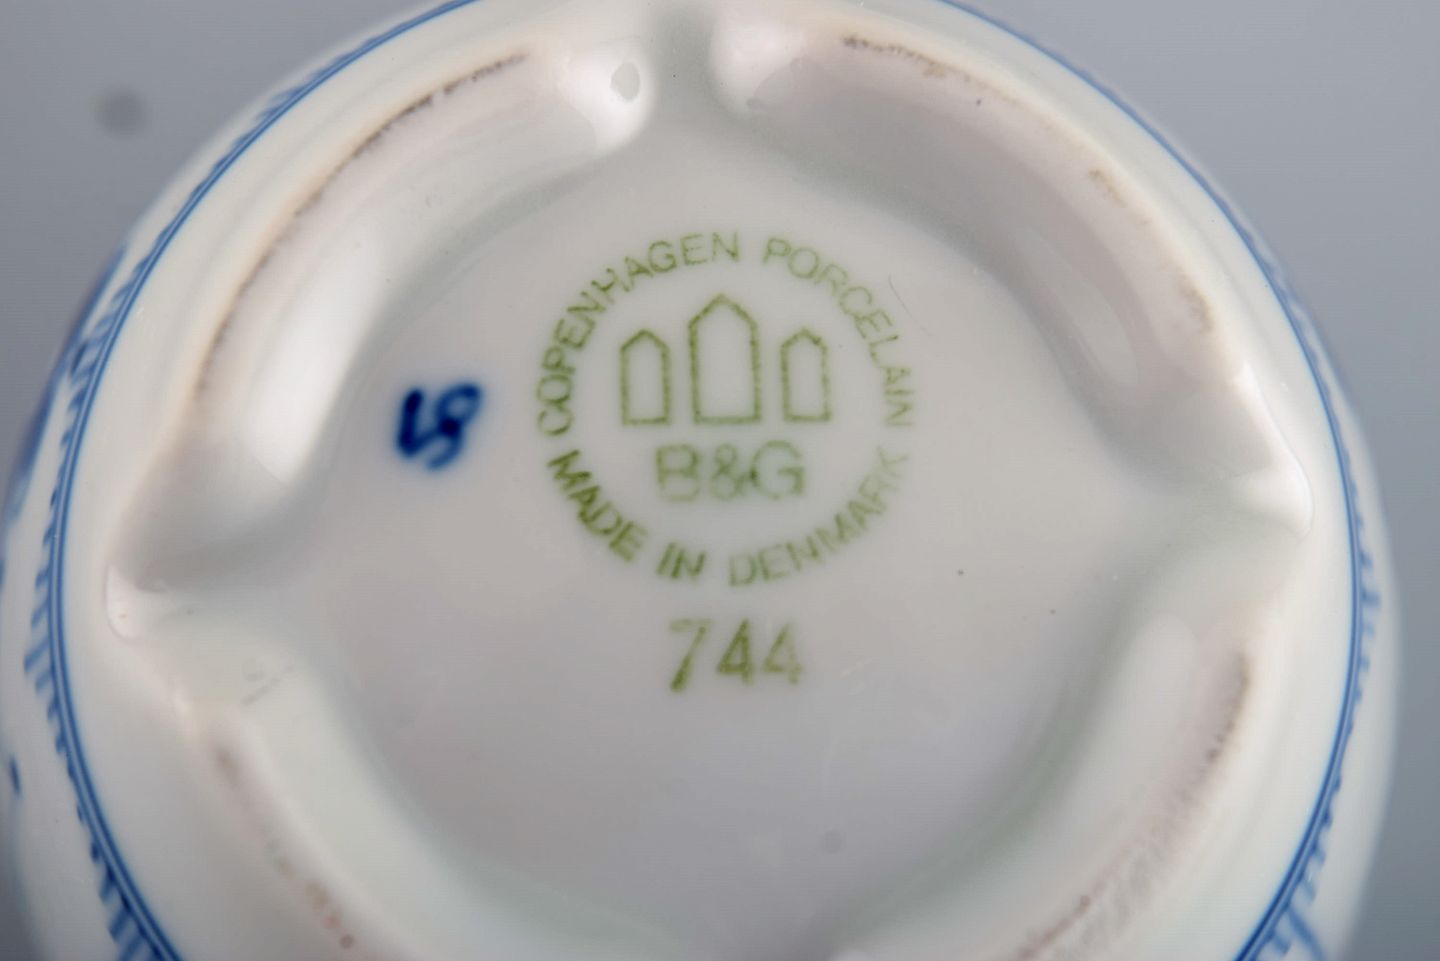 COPENHAGEN PORCELAIN
B&G
MADE IN DENMARK
744